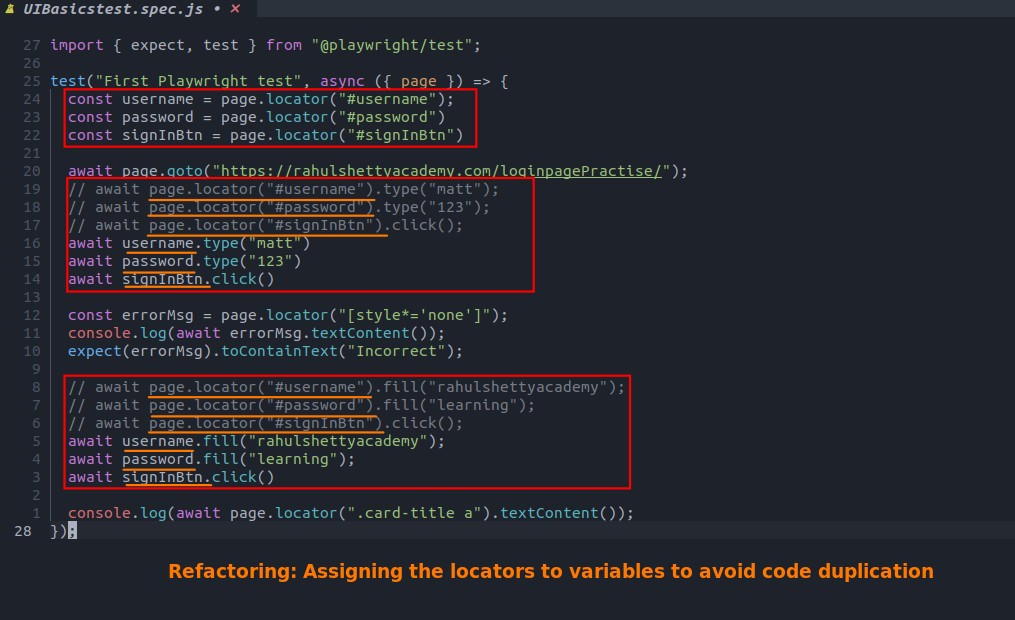 UIBasicstest.spec.js • ×
27 import { expect, test } from "@playwright/test";
26
25 test("First Playwright test", async ({ page }) => {
24 const username = page.locator("#username");
23 const password = page.locator("#password")
22 const signInBtn = page.locator("#signInBtn")
21
20 await page.goto("https://rahulshettyacademy.com/loginpagePractise/");
19 // await page.locator("#username").type("matt");
18 // await page.locator("#password").type("123");
17 // await page.locator("#signInBtn").click();
16 await username.type("matt")
15 await password.type("123")
14 await signInBtn.click()
13
12 const errorMsg = page.locator("[style*='none']");
11 console.log(await errorMsg.textContent());
10 expect(errorMsg).toContainText("Incorrect");
9
8 // await page.locator("#username").fill("rahulshettyacademy");
7 // await page.locator("#password").fill("learning");
6 // await page.locator("#signInBtn").click();
5 await username.fill("rahulshettyacademy");
4 await password.fill("learning");
3 await signInBtn.click()
2
1 console.log(await page.locator(".card-title a").textContent());
28 });
Refactoring: Assigning the locators to variables to avoid code duplication